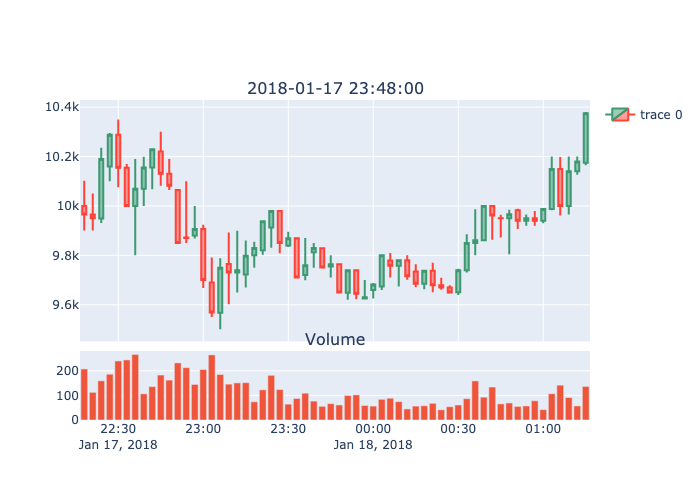 2018-01-17 23:48:00
10.4k
10.2k
10k
9.8k
9.6k
trace 0
Volume
200
100
0
22:30 23:00 23:30 00:00 00:30 01:00
Jan 17, 2018 Jan 18, 2018